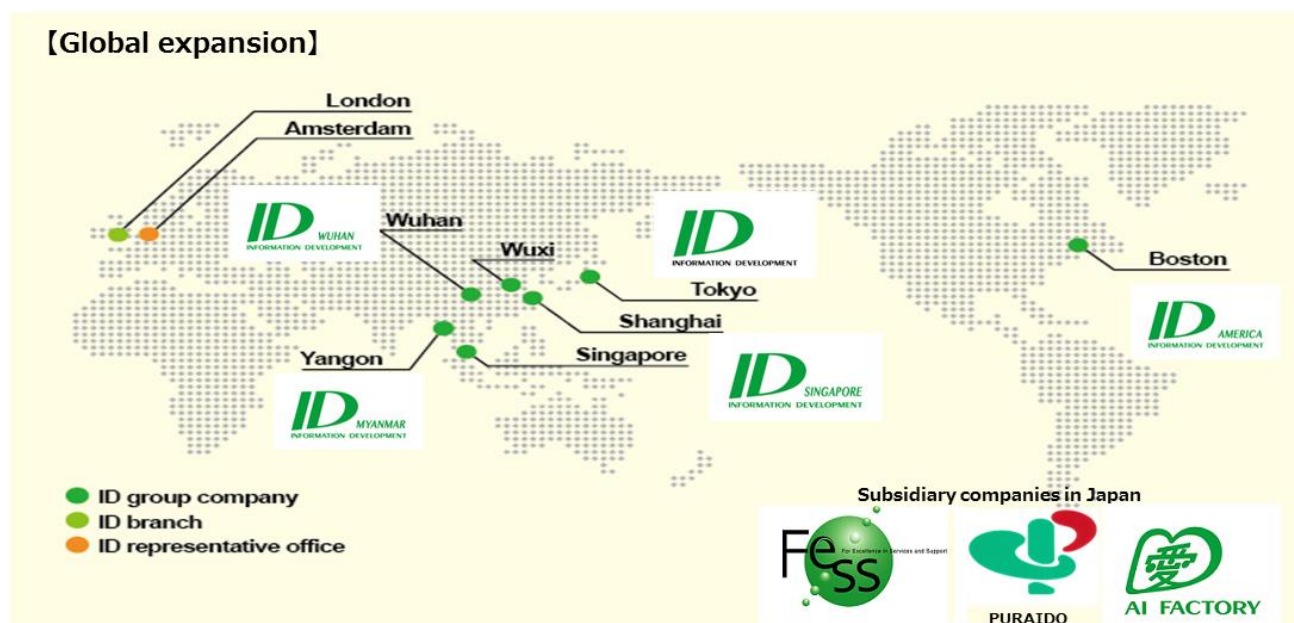 【Global expansion】
London
Amsterdam
ID WUHAN
INFORMATION DEVELOPMENT
Wuhan
Wuxi
ID
INFORMATION DEVELOPMENT
Tokyo
Shanghai
Singapore
Yangon
Boston
ID AMERICA
INFORMATION DEVELOPMENT
ID SINGAPORE
INFORMATION DEVELOPMENT
ID MYANMAR
INFORMATION DEVELOPMENT
ID group company
ID branch
ID representative office
Subsidiary companies in Japan
FeSS
For Excellence in Services and Support
PURAIDO
愛
AI FACTORY